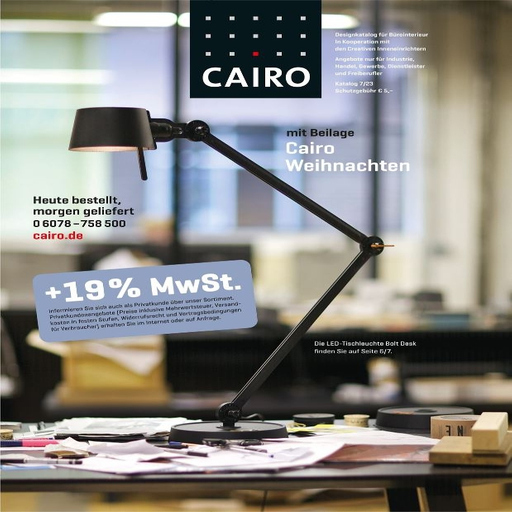 CAIRO
Designkatalog für BüroInterieur
in Kooperation mit
den Creativen Inneneinrichtern
Angebote nur für Industrie,
Handel, Gewerbe, Dienstleister
und Freiberufler
Katalog 7/23
Schutzgebühr € 5,–
mit Beilage
Cairo
Weihnachten
Heute bestellt,
morgen geliefert
0 6078 – 758 500
cairo.de
+19% MwSt.
Informieren Sie sich auch als Privatkunde über unser Sortiment.
Privatkundenangebote (Preise inklusive Mehrwertsteuer, Versand-
kosten in festen Stufen, Widerrufsrecht und Vertragsbedingungen
für Verbraucher) erhalten Sie im Internet oder auf Anfrage.
Die LED-Tischleuchte Bolt Desk
finden Sie auf Seite 6/7.